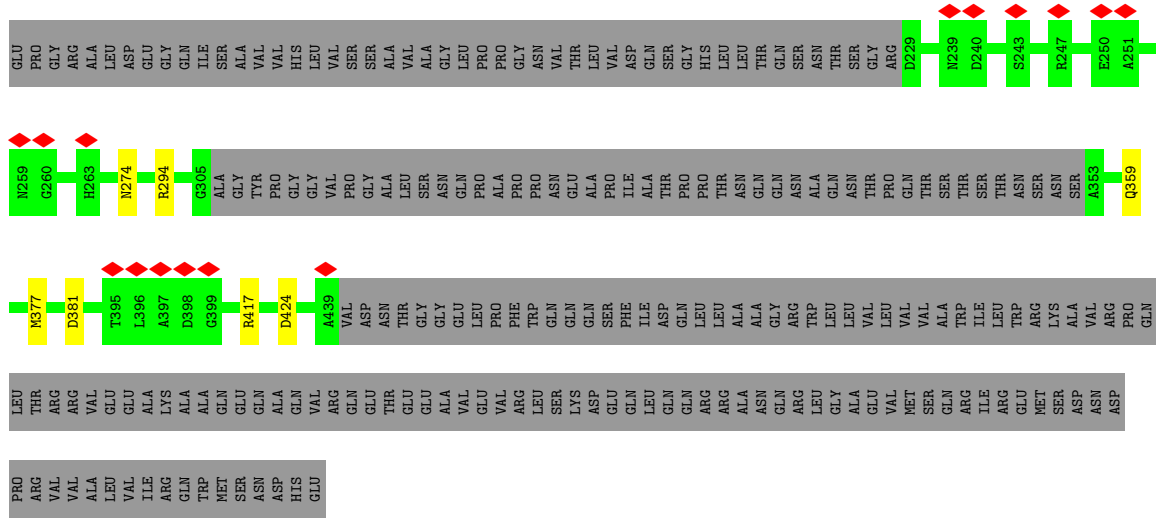 GLU PRO GLY ARG ALA LEU ASP GLU GLY GLN ILE SER ALA VAL VAL HIS LEU VAL SER SER ALA VAL ALA GLY LEU PRO PRO GLY ASN VAL THR LEU VAL ASP GLN SER GLY HIS LEU LEU THR GLN SER ASN THR SER GLY ARG D229 N239 D240 S243 R247 E250 A251
N259 G260 H263 N274 R294 G305 ALA GLY TYR PRO GLY GLY VAL PRO GLY ALA LEU SER ASN GLN PRO ALA PRO PRO ASN GLU ALA PRO ILE ALA THR PRO PRO THR ASN GLN GLN ASN ALA GLN ASN THR PRO GLN THR SER THR SER THR ASN SER ASN SER A353 Q359
M377 D381 T395 L396 A397 D398 G399 R417 D424 A439 VAL ASP ASN THR GLY GLY GLU LEU PRO PHE TRP GLN GLN GLN SER PHE ILE ASP GLN LEU LEU ALA ALA GLY ARG TRP LEU LEU VAL LEU VAL VAL ALA TRP ILE LEU TRP ARG LYS ALA VAL ARG PRO GLN
LEU THR ARG ARG VAL GLU GLU ALA LYS ALA ALA GLN GLU GLN ALA GLN VAL ARG GLN GLU THR GLU GLU ALA VAL GLU VAL ARG LEU SER LYS ASP GLU GLN LEU GLN GLN ARG ARG ALA ASN GLN ARG LEU GLY ALA GLU VAL MET SER GLN ARG ILE ARG GLU MET SER ASP ASN ASP
PRO ARG VAL VAL ALA LEU VAL ILE ARG GLN TRP MET SER ASN ASP HIS GLU